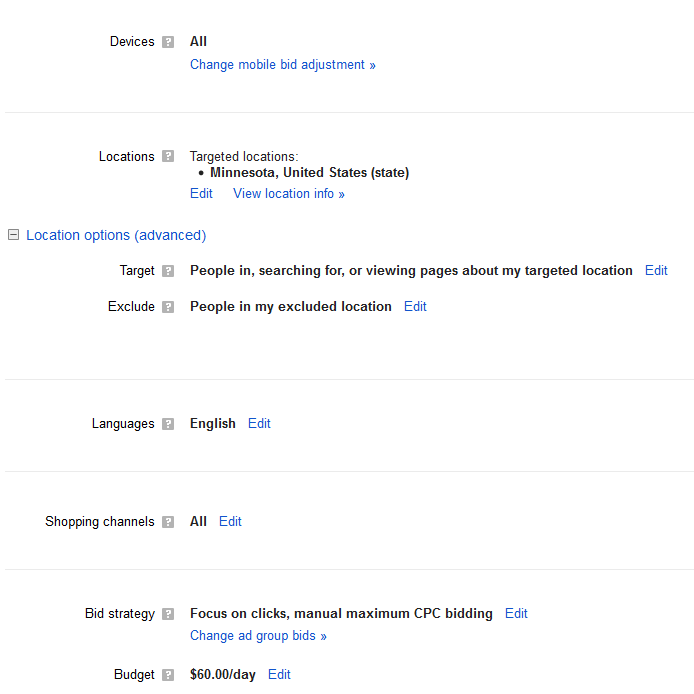 Devices ? All
Change mobile bid adjustment »
Locations ? Targeted locations:
• Minnesota, United States (state)
Edit View location info »
Location options (advanced)
Target ? People in, searching for, or viewing pages about my targeted location Edit
Exclude ? People in my excluded location Edit
Languages ? English Edit
Shopping channels ? All Edit
Bid strategy ? Focus on clicks, manual maximum CPC bidding Edit
Change ad group bids »
Budget ? $60.00/day Edit